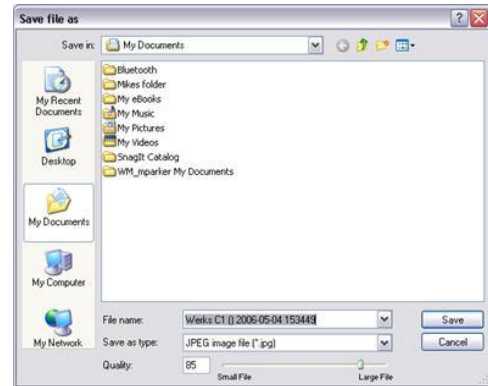 Save file as
Save in: My Documents
Bluetooth
Mikes folder
My eBooks
My Music
My Pictures
My Videos
SnagIt Catalog
WM_mparker My Documents
My Recent
Documents
Desktop
My Documents
My Computer
My Network
File name: Werks C1 () 2006-05-04 153449 Save
Save as type: JPEG image file (*.jpg) Cancel
Quality: 85
Small File Large File